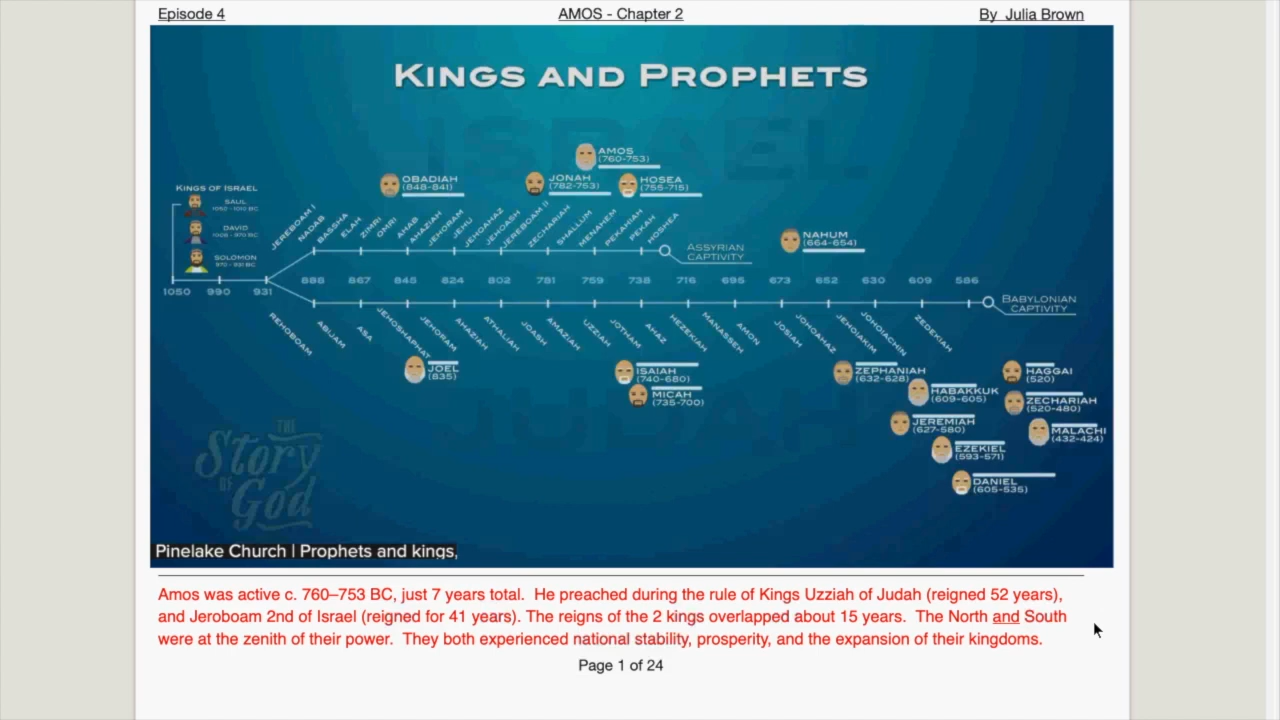 Episode 4
AMOS - Chapter 2
By Julia Brown
KINGS AND PROPHETS
ISRAEL
AMOS
(760-753)
OBADIAH
(848-841)
JONAH
(782-753)
HOSEA
(755-715)
KINGS OF ISRAEL
SAUL
DAVID
SOLOMON
NAHUM
(664-654)
JEREBOAM I
NADAB
BASSHA
ELAH
ZIMRI
OMRI
AHAB
AHAZIAH
JEHORAM
JEHU
JEHOAHAZ
JEHOASH
JEREBOAM II
ZECHARIAH
SHALLUM
MENAHEM
PEKAHIAH
PEKAH
HOSHEA
ASSYRIAN
CAPTIVITY
1050 990 931
888 867 845 824 802 781 759 738 716 695 673 652 630 609 586
BABYLONIAN
CAPTIVITY
REHOBOAM
ABIJAM
ASA
JEHOSHAPHAT
JEHORAM
AHAZIAH
ATHALIAH
JOASH
AMAZIAH
UZZIAH
JOTHAM
AHAZ
HEZEKIAH
MANASSEH
AMON
JOSIAH
JOHOAHAZ
JEHOIAKIM
JOHOIACHIN
ZEDEKIAH
JOEL
(835)
ISAIAH
(740-680)
MICAH
(735-700)
ZEPHANIAH
(632-628)
HABAKKUK
(609-605)
JEREMIAH
(627-580)
EZEKIEL
(593-571)
DANIEL
(605-535)
HAGGAI
(520)
ZECHARIAH
(520-480)
MALACHI
(432-424)
THE
Story
OF
God
Pinelake Church | Prophets and kings,
Amos was active c. 760–753 BC, just 7 years total. He preached during the rule of Kings Uzziah of Judah (reigned 52 years),
and Jeroboam 2nd of Israel (reigned for 41 years). The reigns of the 2 kings overlapped about 15 years. The North and South
were at the zenith of their power. They both experienced national stability, prosperity, and the expansion of their kingdoms.
Page 1 of 24